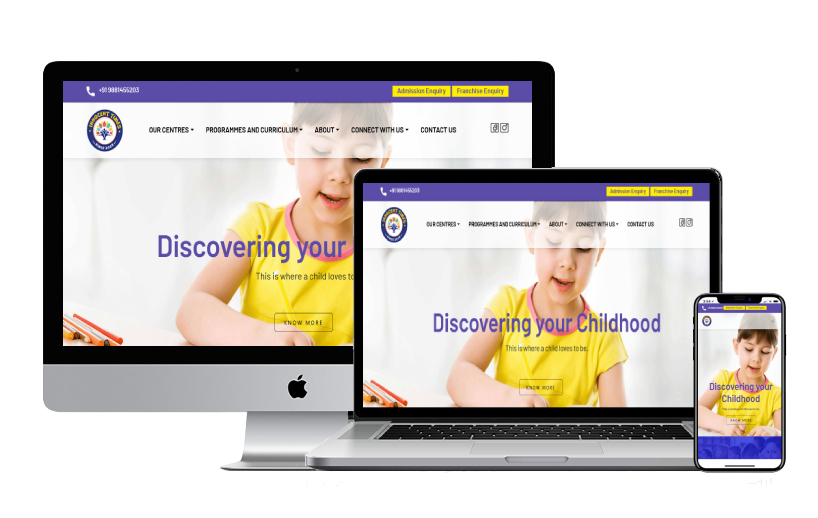 +91 9881455203
Admission Enquiry Franchise Enquiry
INNOCENT TIMES
OUR CENTRES PROGRAMMES AND CURRICULUM ABOUT CONNECT WITH US CONTACT US
Discovering your
This is where a child loves to
KNOW MORE
+91 9881455203
Admission Enquiry Franchise Enquiry
OUR CENTRES PROGRAMMES AND CURRICULUM ABOUT CONNECT WITH US CONTACT US
Discovering your Childhood
This is where a child loves to be.
KNOW MORE
Discovering your
Childhood
KNOW MORE